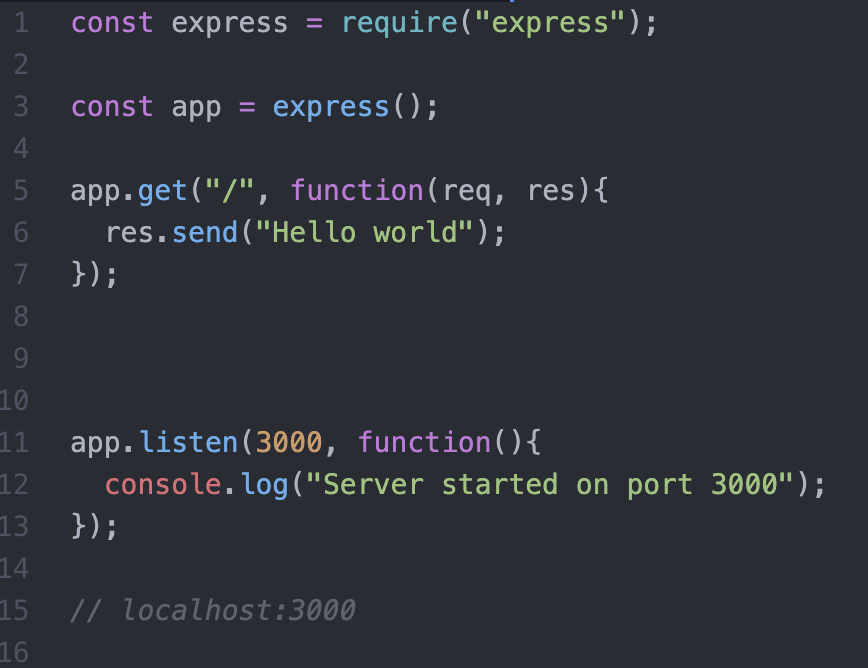 1 const express = require("express");
2
3 const app = express();
4
5 app.get("/", function(req, res){
6   res.send("Hello world");
7 });
8
9
10
11 app.listen(3000, function(){
12   console.log("Server started on port 3000");
13 });
14
15 // localhost:3000
16